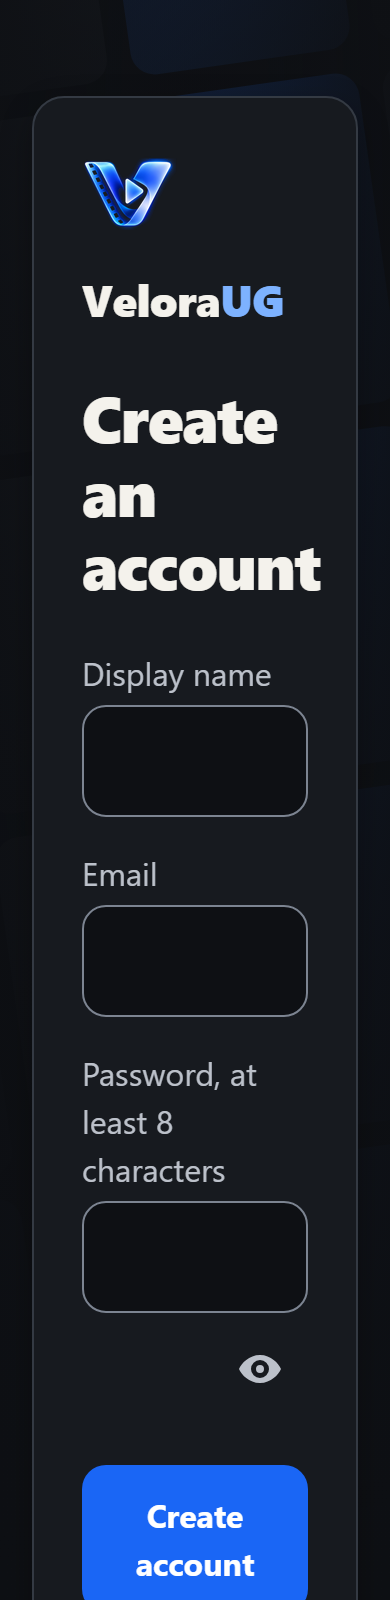 VeloraUG
Create
an
account
Display name
Email
Password, at
least 8
characters
Create
account